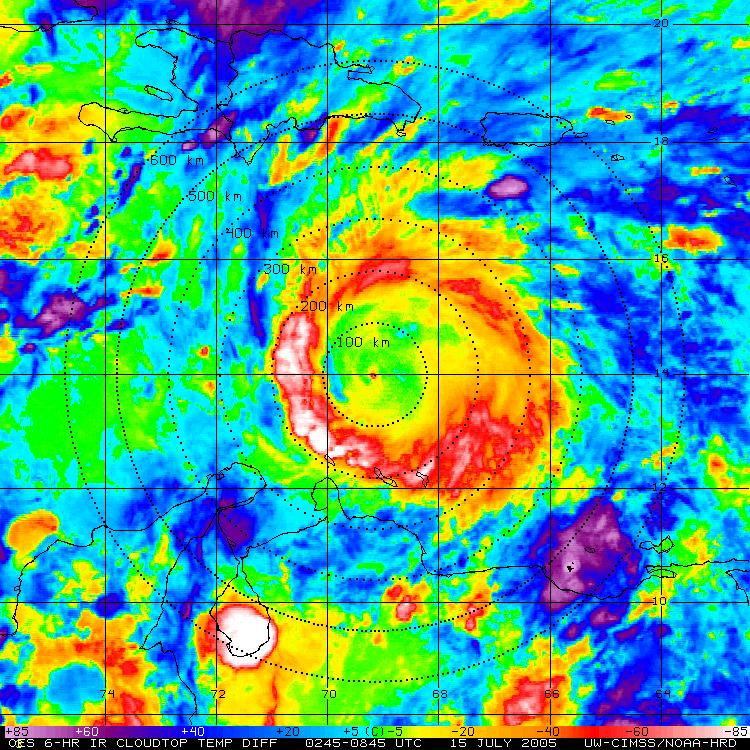 20
18
600 km
500 km
400 km
16
300 km
200 km
100 km
14
12
10
74 72 70 68 66 64
+85 +60 +40 +20 +5 (C) -5 -20 -40 -60 -85
OES 6-HR IR CLOUDTOP TEMP DIFF 0245-0845 UTC 15 JULY 2005 UW-CIMSS/NOAA-HRD